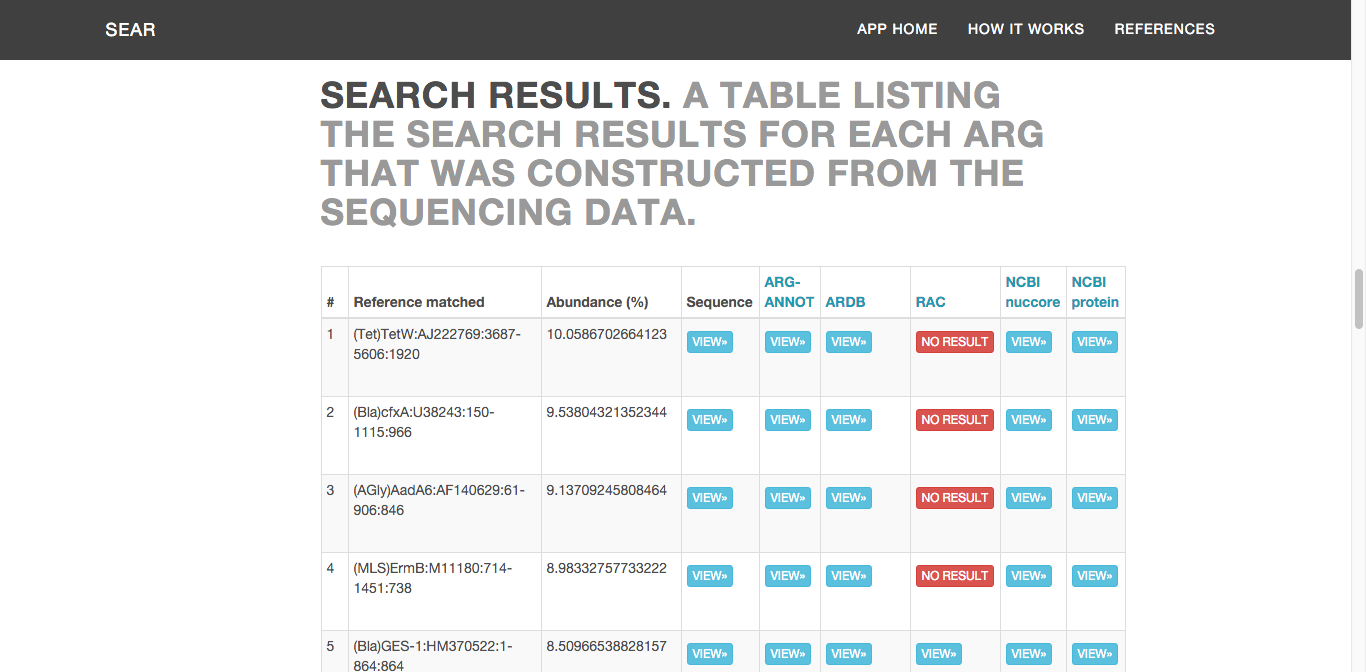 SEAR
APP HOME HOW IT WORKS REFERENCES
SEARCH RESULTS. A TABLE LISTING
THE SEARCH RESULTS FOR EACH ARG
THAT WAS CONSTRUCTED FROM THE
SEQUENCING DATA.
# Reference matched Abundance (%) Sequence ARG-
ANNOT ARDB RAC NCBI
nuccore NCBI
protein
1 (Tet)TetW:AJ222769:3687-
5606:1920 10.0586702664123 VIEW» VIEW» VIEW» NO RESULT VIEW» VIEW»
2 (Bla)cfxA:U38243:150-
1115:966 9.53804321352344 VIEW» VIEW» VIEW» NO RESULT VIEW» VIEW»
3 (AGly)AadA6:AF140629:61-
906:846 9.13709245808464 VIEW» VIEW» VIEW» NO RESULT VIEW» VIEW»
4 (MLS)ErmB:M11180:714-
1451:738 8.98332757733222 VIEW» VIEW» VIEW» NO RESULT VIEW» VIEW»
5 (Bla)GES-1:HM370522:1-
864:864 8.50966538828157 VIEW» VIEW» VIEW» VIEW» VIEW» VIEW»